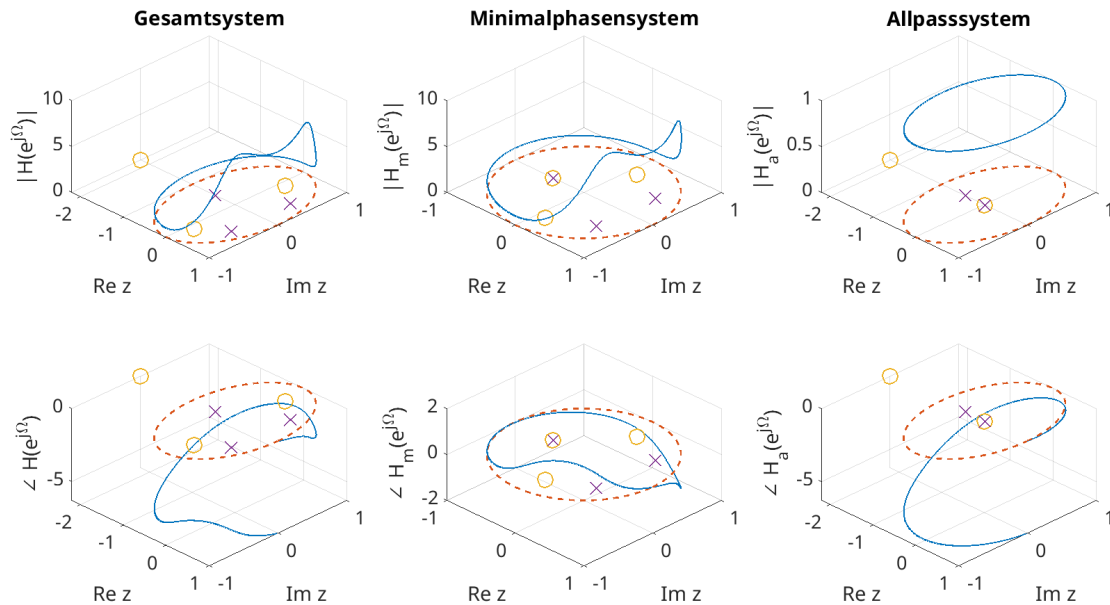 Gesamtsystem
Minimalphasensystem
Allpasssystem
|H(e^{jΩ})|
10
5
0
-2
-1
0
1
-1
0
1
Re z
Im z
|H_m(e^{jΩ})|
10
5
0
-1
0
1
-1
0
1
Re z
Im z
|H_a(e^{jΩ})|
1
0.5
0
-2
-1
0
1
-1
0
1
Re z
Im z
∠ H(e^{jΩ})
0
-5
-2
-1
0
1
-1
0
1
Re z
Im z
∠ H_m(e^{jΩ})
2
0
-2
-1
0
1
-1
0
1
Re z
Im z
∠ H_a(e^{jΩ})
0
-5
-2
-1
0
1
-1
0
1
Re z
Im z